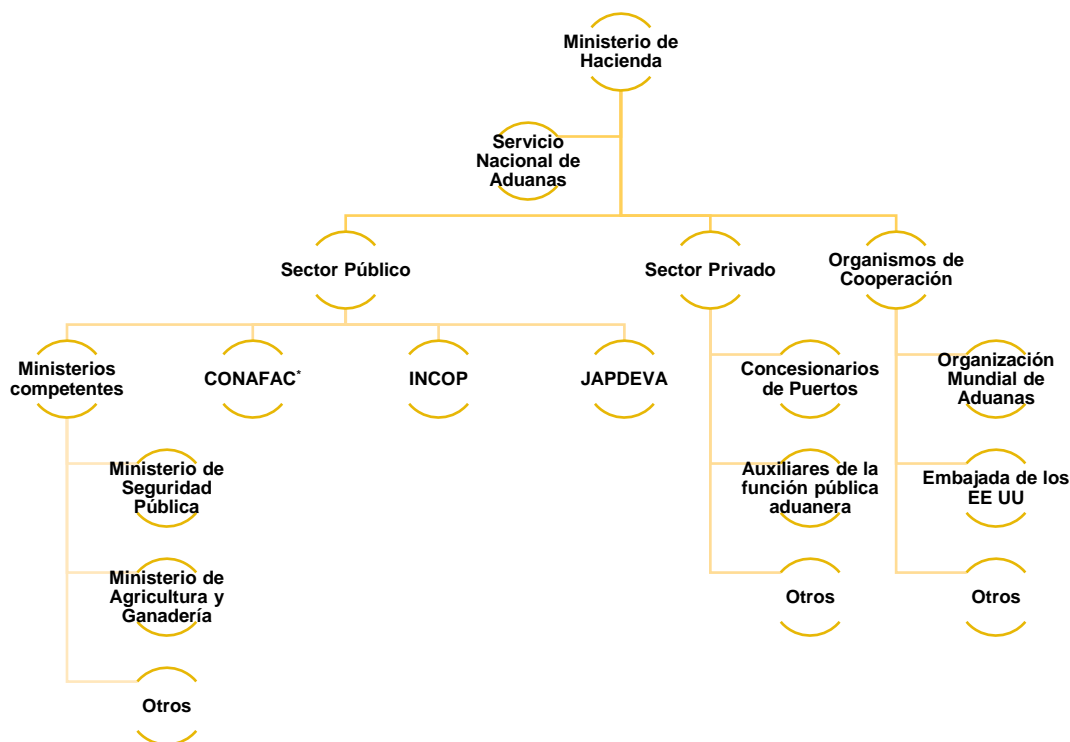 Ministerio de
Hacienda
Servicio
Nacional de
Aduanas
Sector Público
Sector Privado
Organismos de
Cooperación
Ministerios
competentes
CONAFAC*
INCOP
JAPDEVA
Concesionarios
de Puertos
Organización
Mundial de
Aduanas
Ministerio de
Seguridad
Pública
Auxiliares de la
función pública
aduanera
Embajada de los
EE UU
Ministerio de
Agricultura y
Ganadería
Otros
Otros
Otros